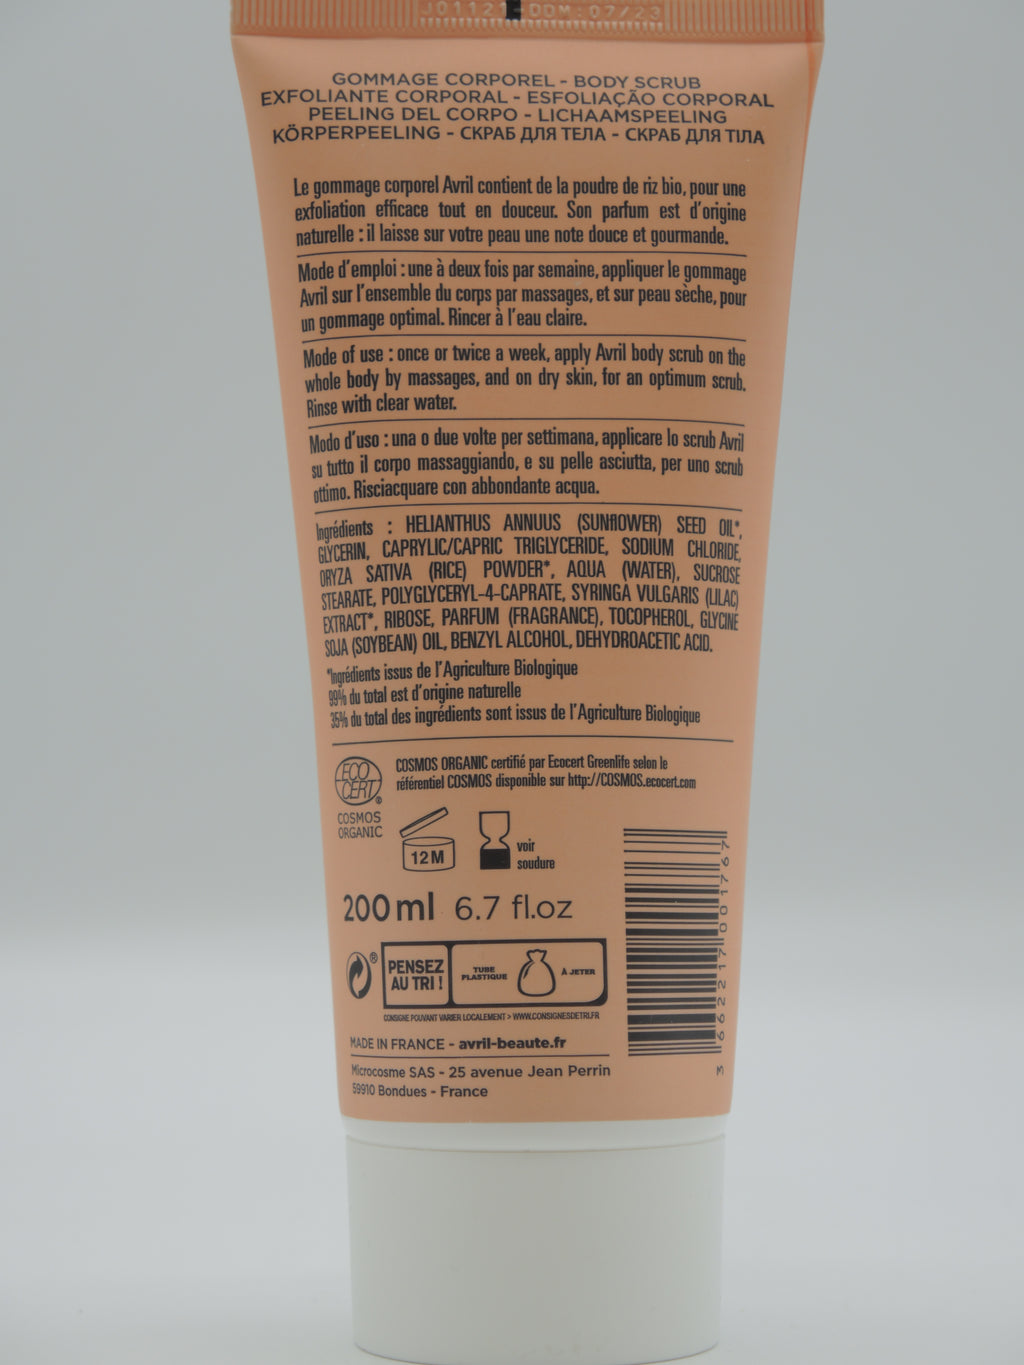 J01121 DDM:07/23
GOMMAGE CORPOREL - BODY SCRUB
EXFOLIANTE CORPORAL - ESFOLIAÇÃO CORPORAL
PEELING DEL CORPO - LICHAAMSPEELING
KÖRPERPEELING - СКРАБ ДЛЯ ТЕЛА - СКРАБ ДЛЯ ТІЛА
Le gommage corporel Avril contient de la poudre de riz bio, pour une
exfoliation efficace tout en douceur. Son parfum est d'origine
naturelle : il laisse sur votre peau une note douce et gourmande.
Mode d'emploi : une à deux fois par semaine, appliquer le gommage
Avril sur l'ensemble du corps par massages, et sur peau sèche, pour
un gommage optimal. Rincer à l'eau claire.
Mode of use : once or twice a week, apply Avril body scrub on the
whole body by massages, and on dry skin, for an optimum scrub.
Rinse with clear water.
Modo d'uso : una o due volte per settimana, applicare lo scrub Avril
su tutto il corpo massaggiando, e su pelle asciutta, per uno scrub
ottimo. Risciacquare con abbondante acqua.
Ingrédients : HELIANTHUS ANNUUS (SUNFLOWER) SEED OIL*,
GLYCERIN, CAPRYLIC/CAPRIC TRIGLYCERIDE, SODIUM CHLORIDE,
ORYZA SATIVA (RICE) POWDER*, AQUA (WATER), SUCROSE
STEARATE, POLYGLYCERYL-4-CAPRATE, SYRINGA VULGARIS (LILAC)
EXTRACT*, RIBOSE, PARFUM (FRAGRANCE), TOCOPHEROL, GLYCINE
SOJA (SOYBEAN) OIL, BENZYL ALCOHOL, DEHYDROACETIC ACID.
*Ingrédients issus de l'Agriculture Biologique
99% du total est d'origine naturelle
35% du total des ingrédients sont issus de l'Agriculture Biologique
ECO
CERT®
COSMOS
ORGANIC
COSMOS ORGANIC certifié par Ecocert Greenlife selon le
référentiel COSMOS disponible sur http://COSMOS.ecocert.com
12M
voir
soudure
200ml 6.7 fl.oz
®
PENSEZ
AU TRI !
TUBE
PLASTIQUE
À JETER
CONSIGNE POUVANT VARIER LOCALEMENT > WWW.CONSIGNESDETRI.FR
MADE IN FRANCE - avril-beaute.fr
Microcosme SAS - 25 avenue Jean Perrin
59910 Bondues - France
3 662217 001767